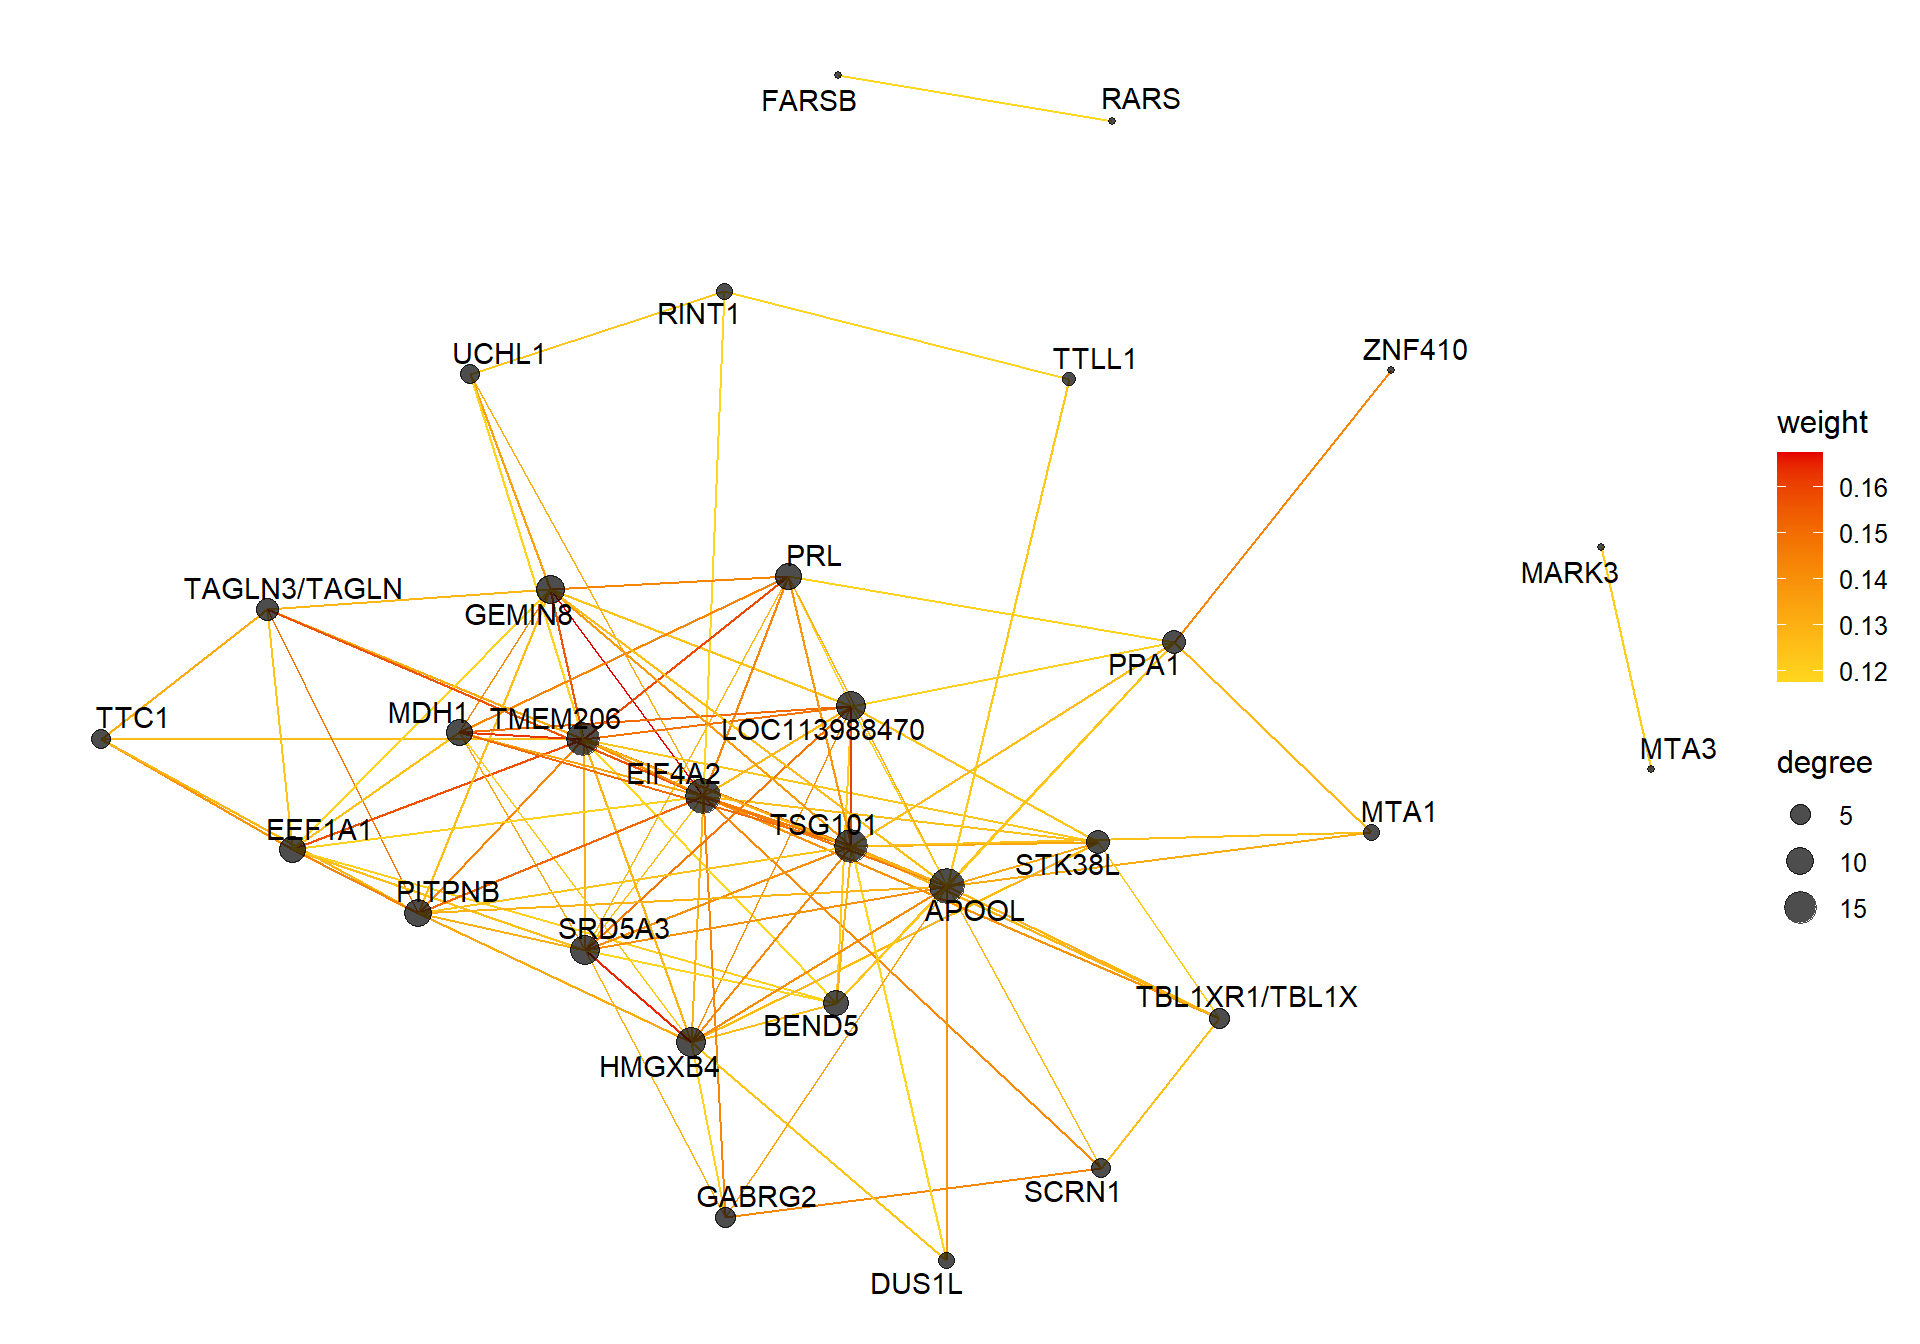 FARSB
RARS
RINT1
UCHL1
TTLL1
ZNF410
weight
0.16
0.15
0.14
0.13
0.12
PRL
MARK3
TAGLN3/TAGLN
GEMIN8
PPA1
TTC1
MDH1
TMEM206
LOC113988470
MTA3
degree
5
10
15
EIF4A2
EEF1A1
TSG101
MTA1
STK38L
PITPNB
APOOL
SRD5A3
TBL1XR1/TBL1X
BEND5
HMGXB4
GABRG2
SCRN1
DUS1L